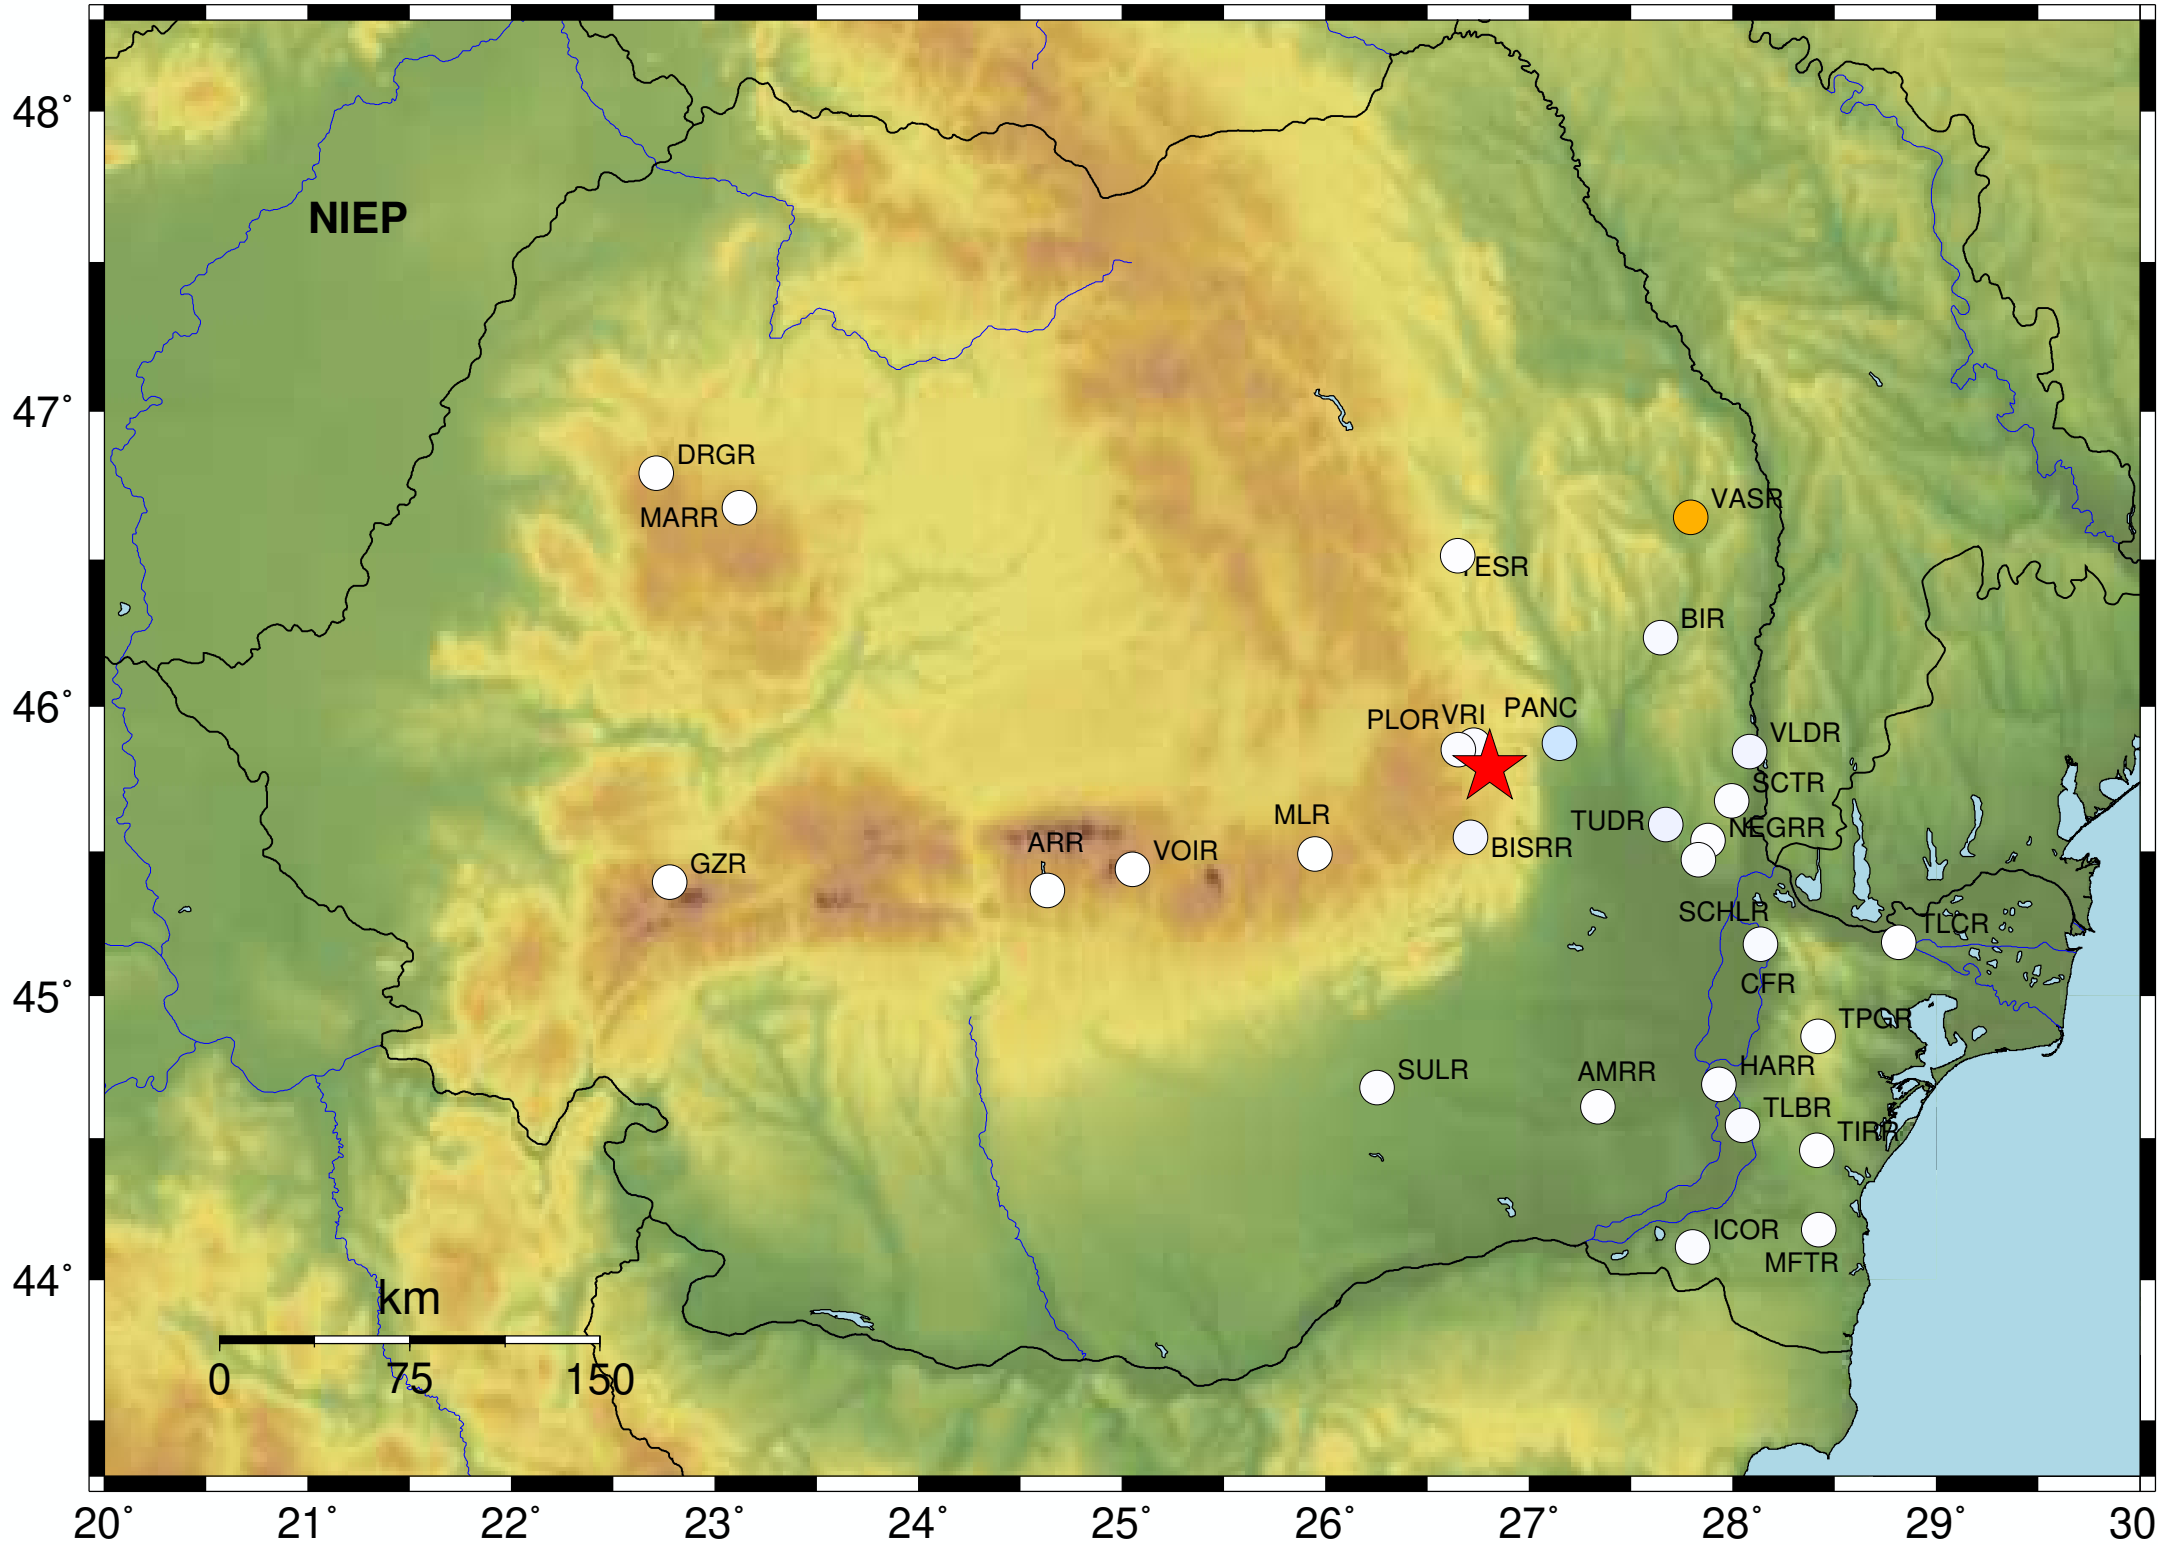 48˚
NIEP
47˚
DRGR
MARR
VASR
TESR
BIR
46˚
PLOR
VRI
PANC
VLDR
SCTR
TUDR
NEGRR
MLR
BISRR
ARR
VOIR
GZR
SCHLR
TLCR
CFR
45˚
TPGR
SULR
AMRR
HARR
TLBR
TIRR
ICOR
MFTR
44˚
km
0 75 150
20˚ 21˚ 22˚ 23˚ 24˚ 25˚ 26˚ 27˚ 28˚ 29˚ 30